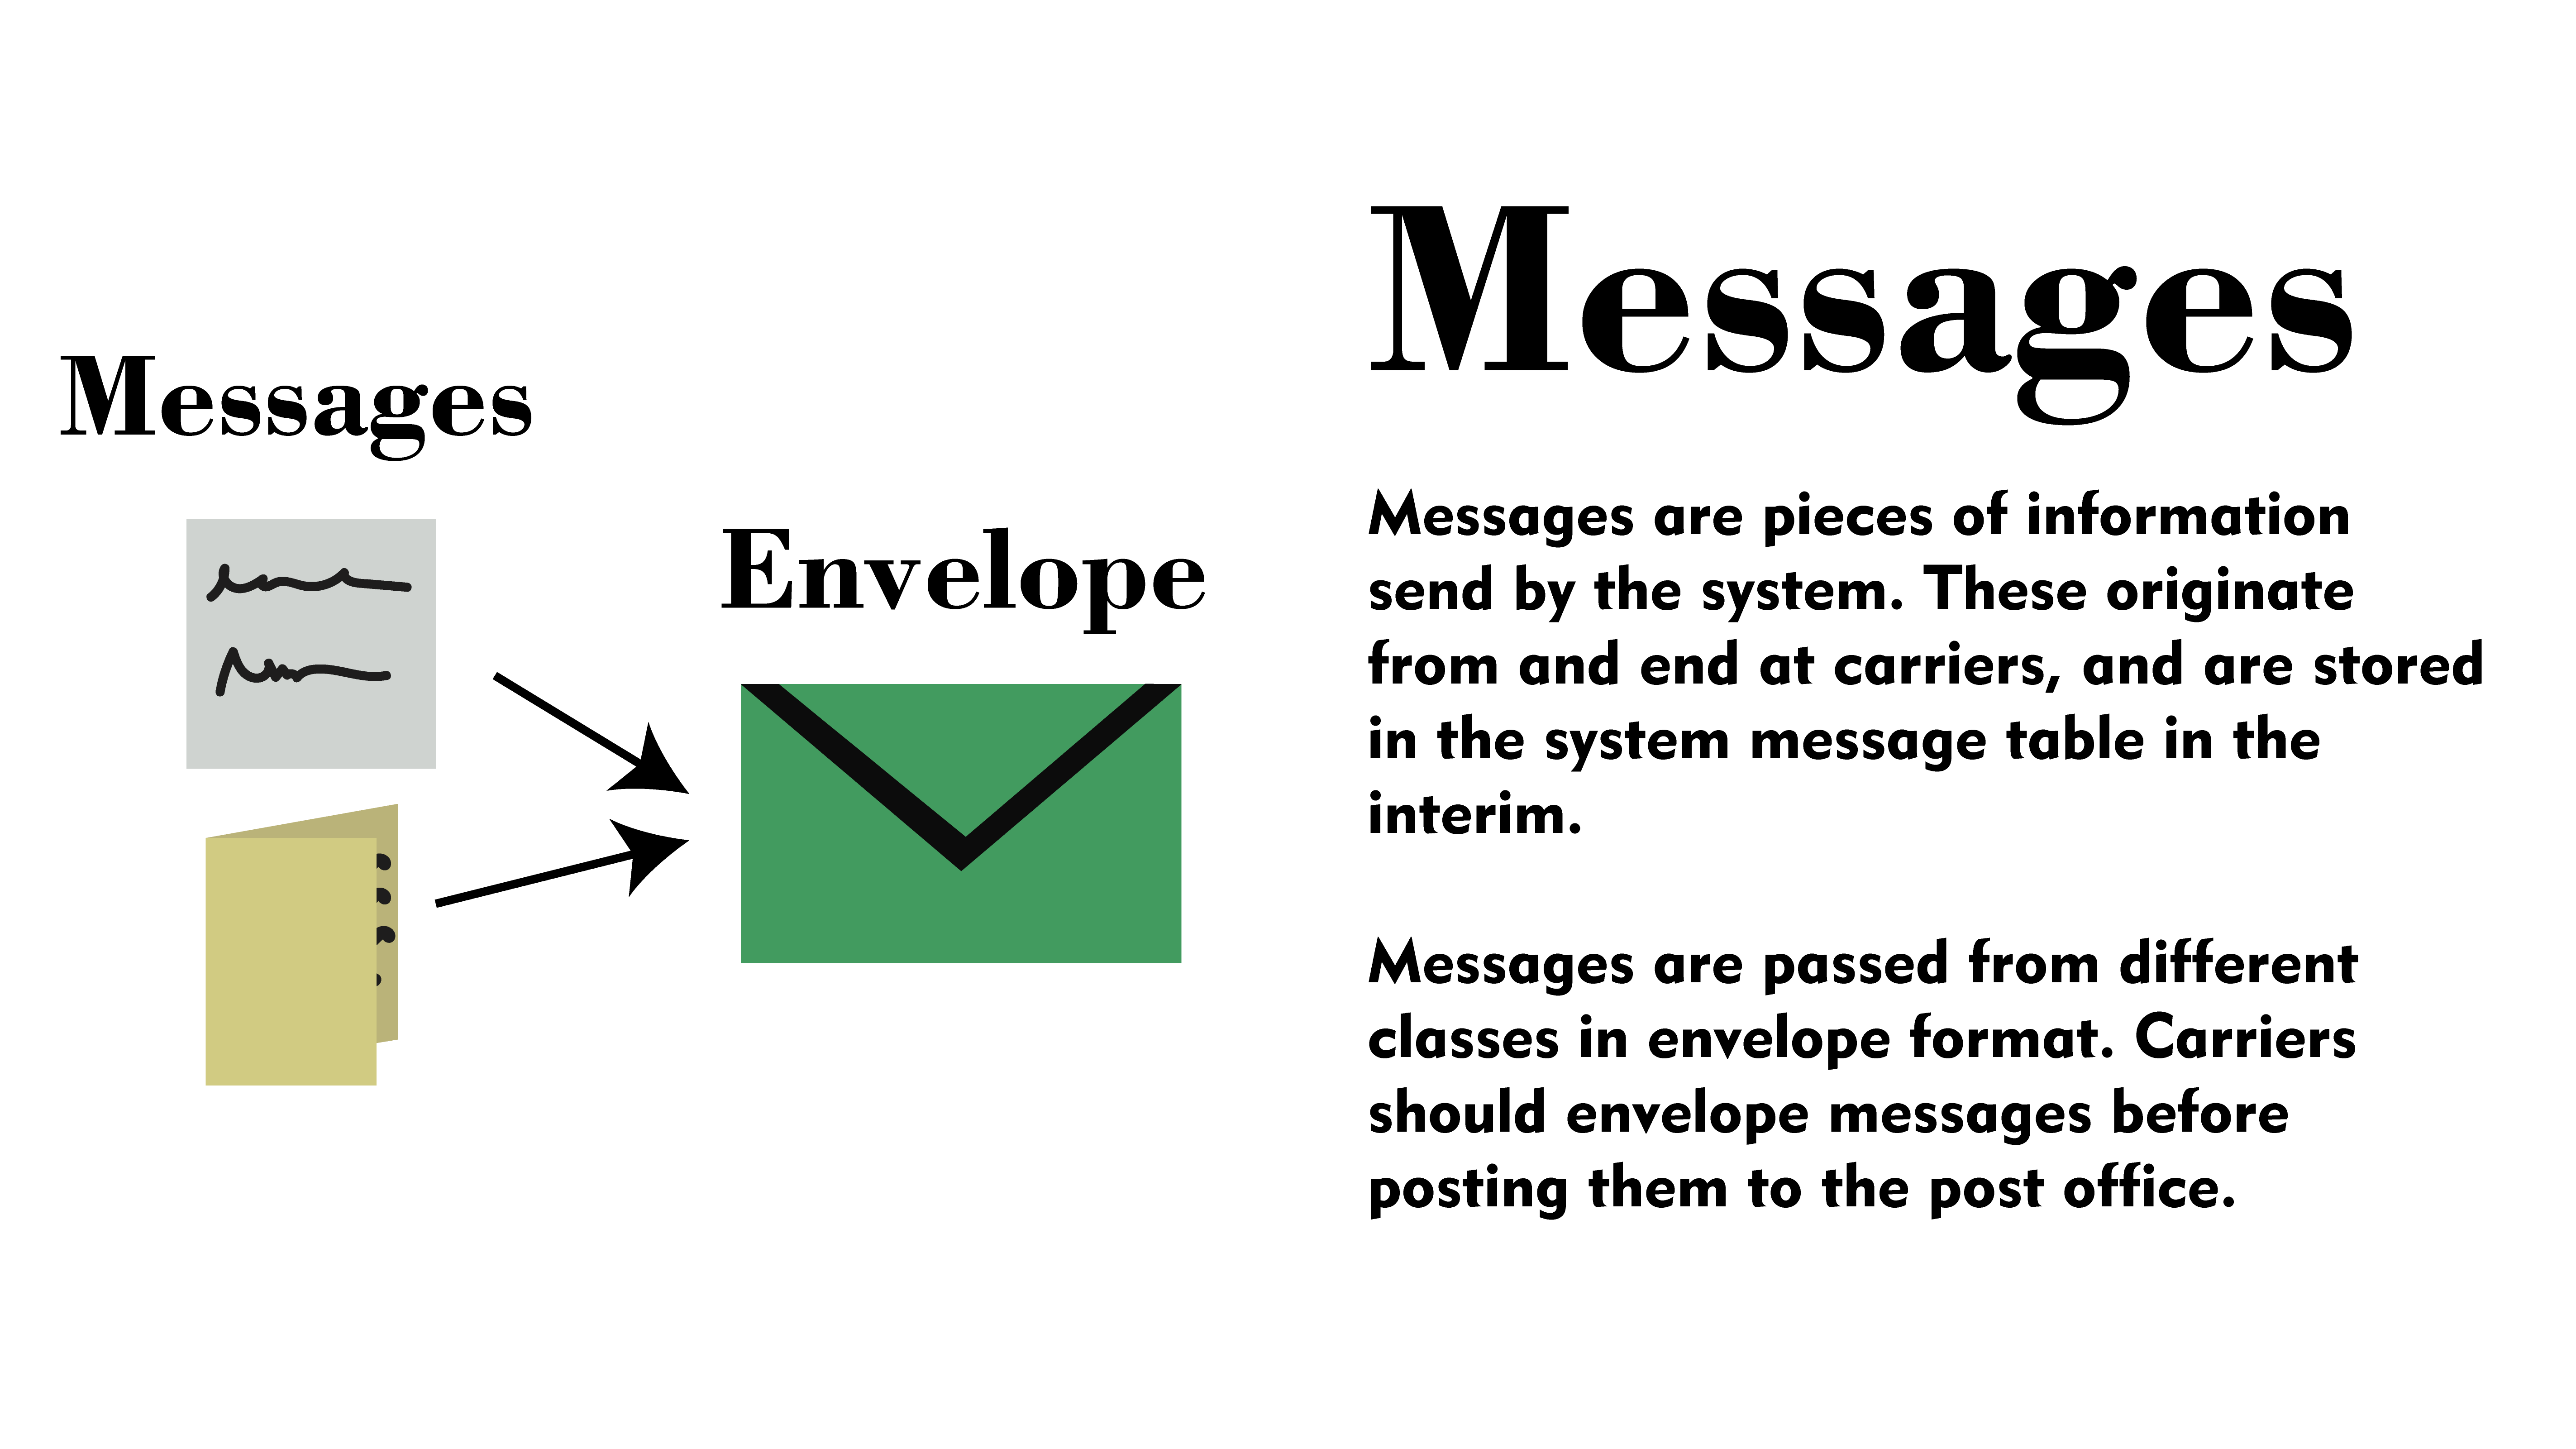 Messages
Envelope
Messages
Messages are pieces of information
send by the system. These originate
from and end at carriers, and are stored
in the system message table in the
interim.
Messages are passed from different
classes in envelope format. Carriers
should envelope messages before
posting them to the post office.